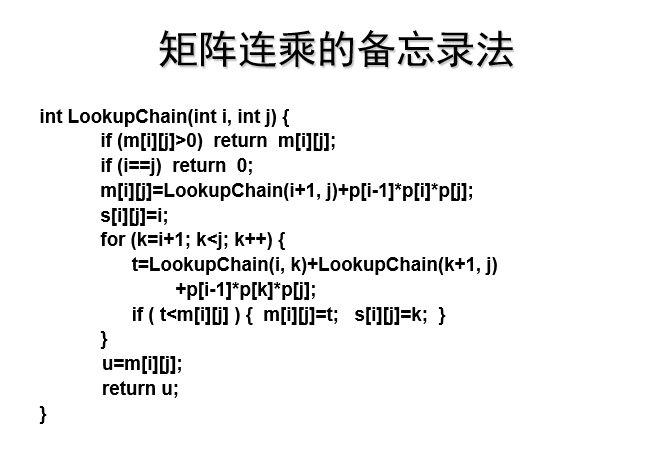 矩阵连乘的备忘录法
int LookupChain(int i, int j) {
if (m[i][j]>0) return m[i][j];
if (i==j) return 0;
m[i][j]=LookupChain(i+1, j)+p[i-1]*p[i]*p[j];
s[i][j]=i;
for (k=i+1; k<j; k++) {
t=LookupChain(i, k)+LookupChain(k+1, j)
+p[i-1]*p[k]*p[j];
if ( t<m[i][j] ) { m[i][j]=t; s[i][j]=k; }
}
u=m[i][j];
return u;
}